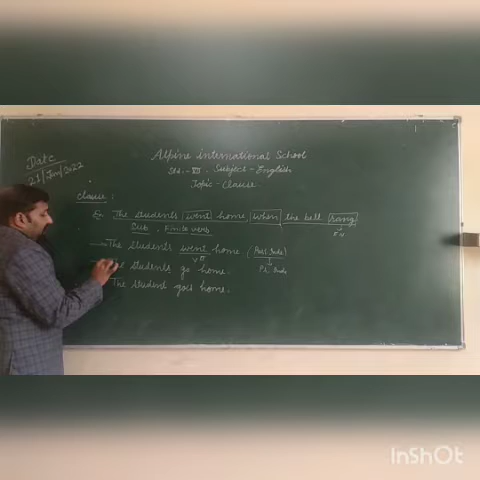 Date
21/Jan/2022
Alpine international School
Std.-VII. Subject-English
Topic-Clause
Clause:
The students went home when the bell rang
Sub. Finite verb
The students went home (Past Inde)
The students go home.
The student goes home.
InShOt